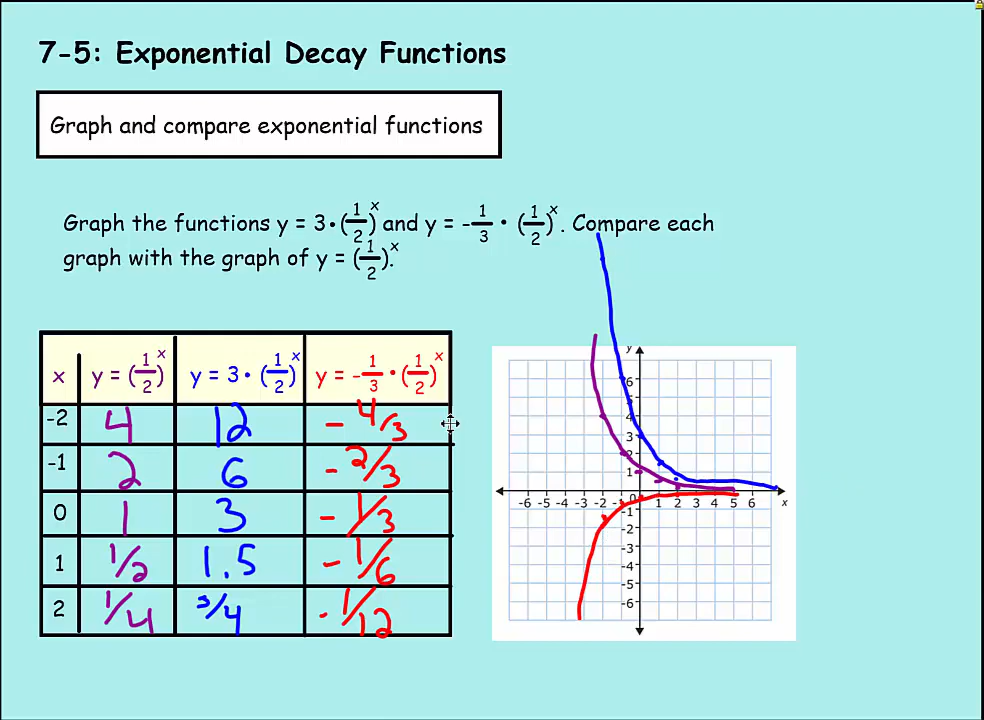 7-5: Exponential Decay Functions
Graph and compare exponential functions
Graph the functions y = 3•(1/2)^x and y = -1/3 • (1/2)^x. Compare each
graph with the graph of y = (1/2)^x.
x y = (1/2)^x y = 3•(1/2)^x y = -1/3 • (1/2)^x
-2 4 12 -4/3
-1 2 6 -2/3
0 1 3 -1/3
1 1/2 1.5 -1/6
2 1/4 3/4 -1/12
y
6
4
3
1
-6 -5 -4 -3 -2 -1 0 1 2 3 4 5 6 x
-1
-2
-3
-4
-5
-6